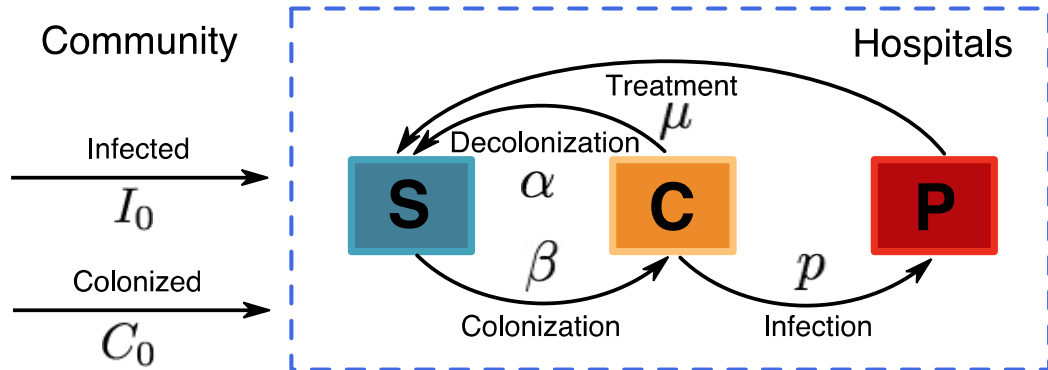 Community
Hospitals
Treatment
μ
Infected
Decolonization
I₀
S
α
C
P
β
p
Colonized
Colonization
Infection
C₀